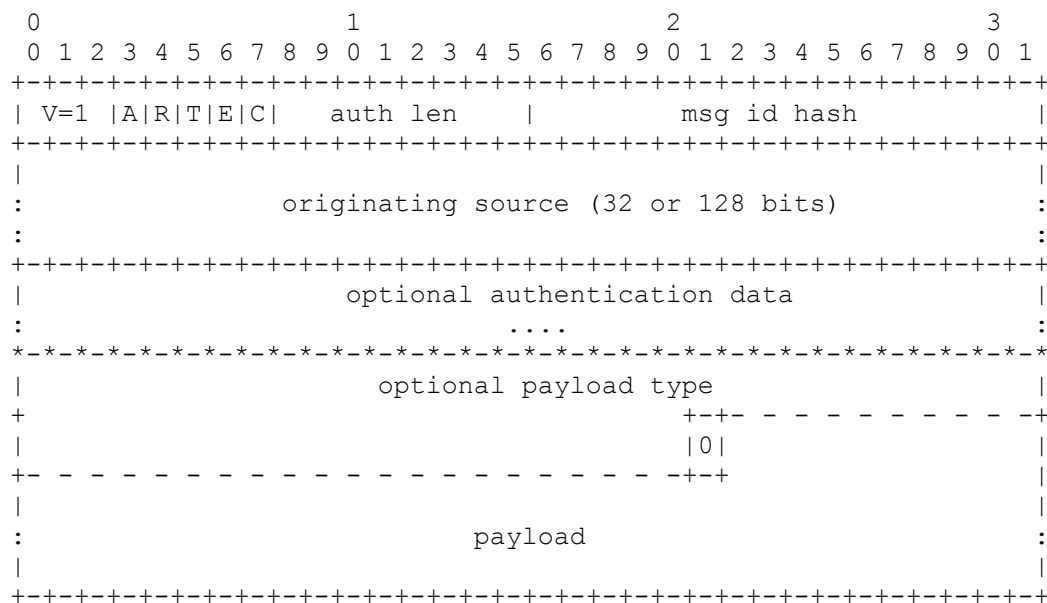 0                   1                   2                   3
 0 1 2 3 4 5 6 7 8 9 0 1 2 3 4 5 6 7 8 9 0 1 2 3 4 5 6 7 8 9 0 1
+-+-+-+-+-+-+-+-+-+-+-+-+-+-+-+-+-+-+-+-+-+-+-+-+-+-+-+-+-+-+-+-+
| V=1 |A|R|T|E|C|   auth len    |         msg id hash           |
+-+-+-+-+-+-+-+-+-+-+-+-+-+-+-+-+-+-+-+-+-+-+-+-+-+-+-+-+-+-+-+-+
|                                                               |
:                originating source (32 or 128 bits)            :
:                                                               :
+-+-+-+-+-+-+-+-+-+-+-+-+-+-+-+-+-+-+-+-+-+-+-+-+-+-+-+-+-+-+-+-+
|                    optional authentication data               |
:                              ....                             :
*-*-*-*-*-*-*-*-*-*-*-*-*-*-*-*-*-*-*-*-*-*-*-*-*-*-*-*-*-*-*-*-*
|                      optional payload type                    |
+                                         +-+- - - - - - - - - -+
|                                         |0|                   |
+- - - - - - - - - - - - - - - - - - - - -+-+                   |
|                                                               |
:                            payload                            :
|                                                               |
+-+-+-+-+-+-+-+-+-+-+-+-+-+-+-+-+-+-+-+-+-+-+-+-+-+-+-+-+-+-+-+-+